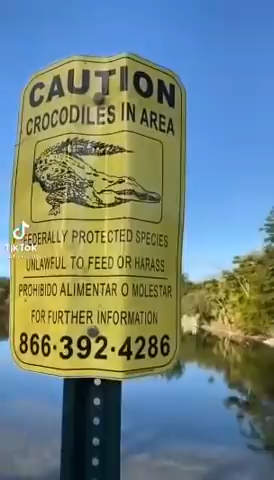 CAUTION
CROCODILES IN AREA
FEDERALLY PROTECTED SPECIES
UNLAWFUL TO FEED OR HARASS
PROHIBIDO ALIMENTAR O MOLESTAR
FOR FURTHER INFORMATION
866·392·4286
TikTok